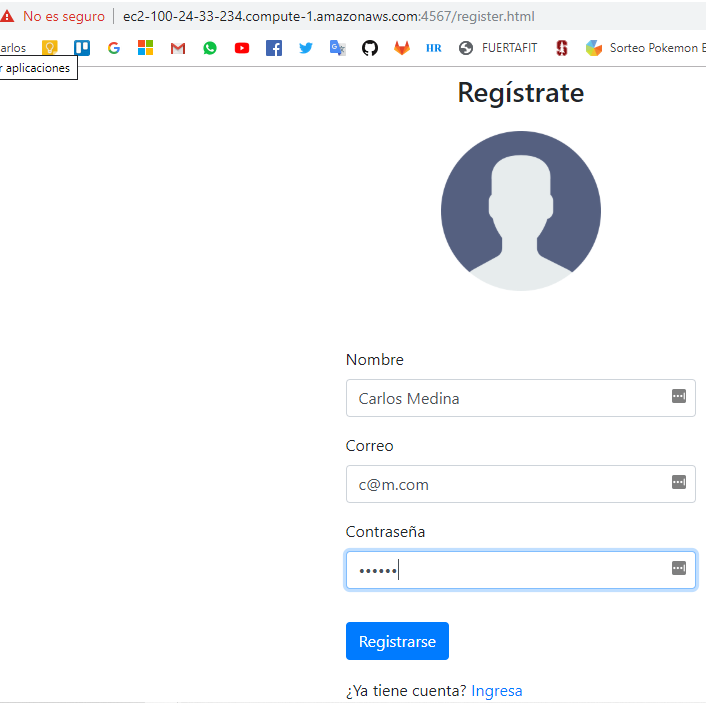 No es seguro | ec2-100-24-33-234.compute-1.amazonaws.com:4567/register.html
arlos G HR FUERTAFIT S Sorteo Pokemon E
r aplicaciones
Regístrate
Nombre
Carlos Medina
Correo
c@m.com
Contraseña
••••••
Registrarse
¿Ya tiene cuenta? Ingresa